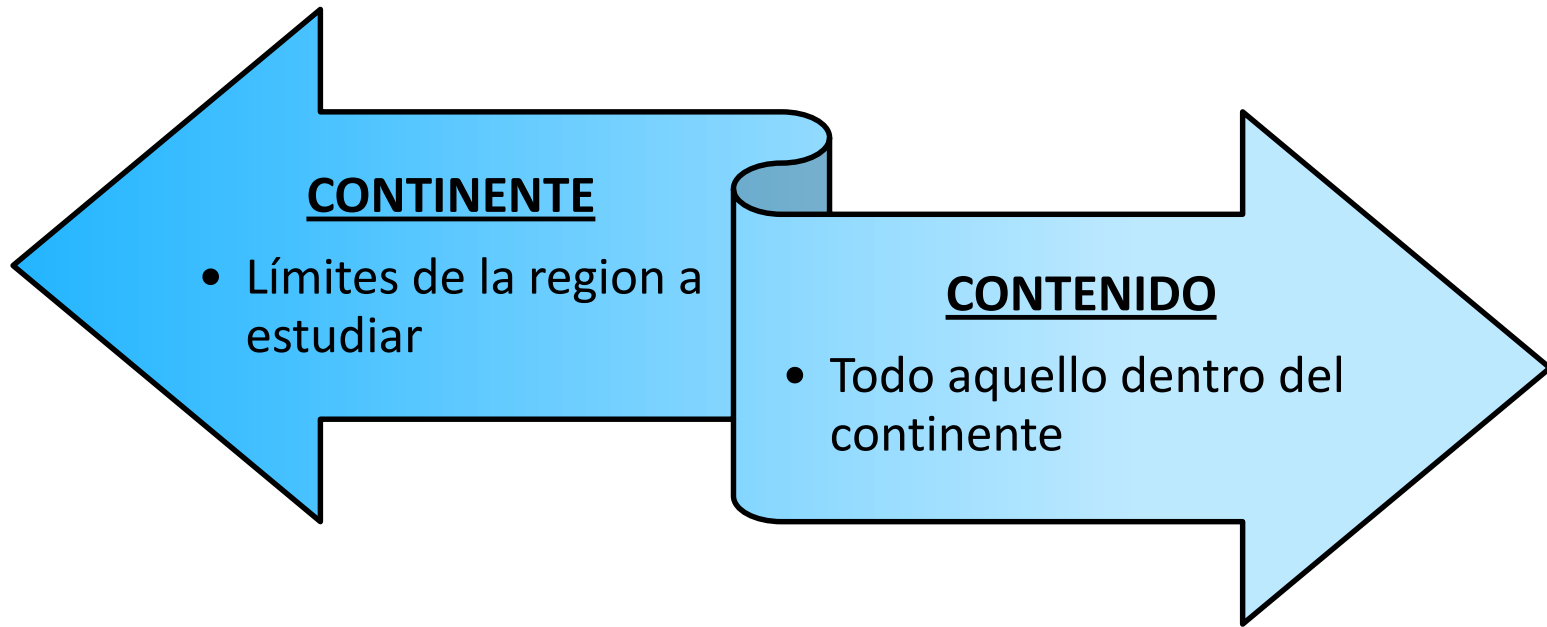 CONTINENTE
• Límites de la region a
estudiar
CONTENIDO
• Todo aquello dentro del
continente